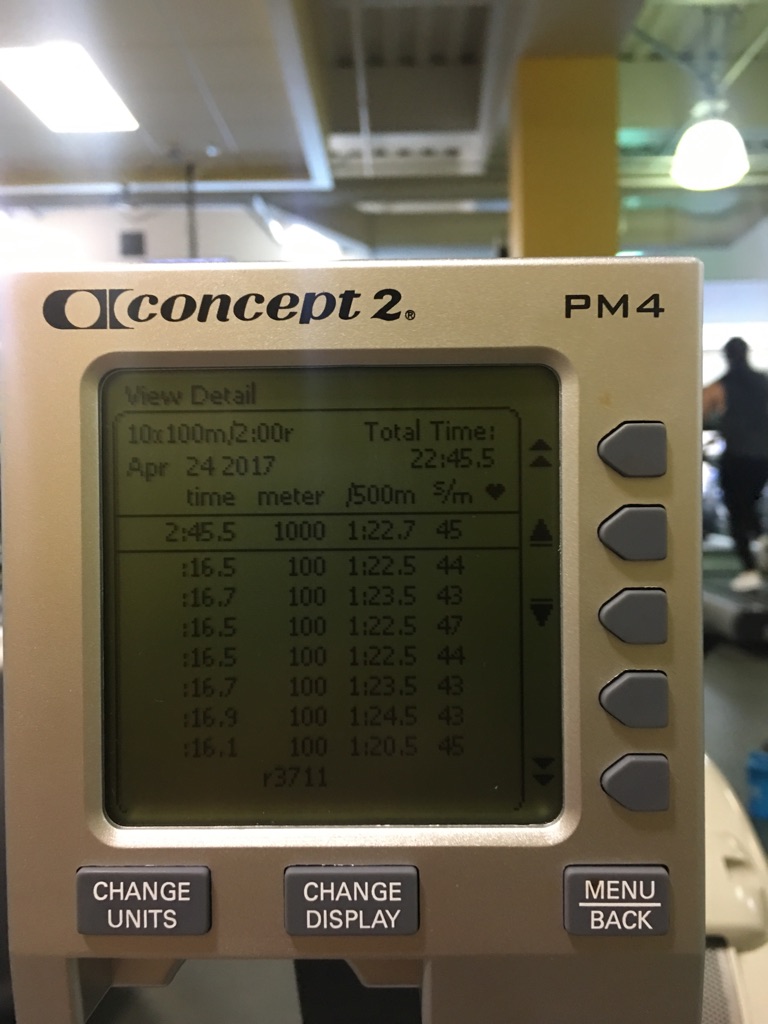 concept 2® PM4
View Detail
10x100m/2:00r Total Time:
Apr 24 2017 22:45.5
time meter /500m s/m ♥
2:45.5 1000 1:22.7 45
:16.5 100 1:22.5 44
:16.7 100 1:23.5 43
:16.5 100 1:22.5 47
:16.5 100 1:22.5 44
:16.7 100 1:23.5 43
:16.9 100 1:24.5 43
:16.1 100 1:20.5 45
r3711
CHANGE UNITS
CHANGE DISPLAY
MENU
BACK